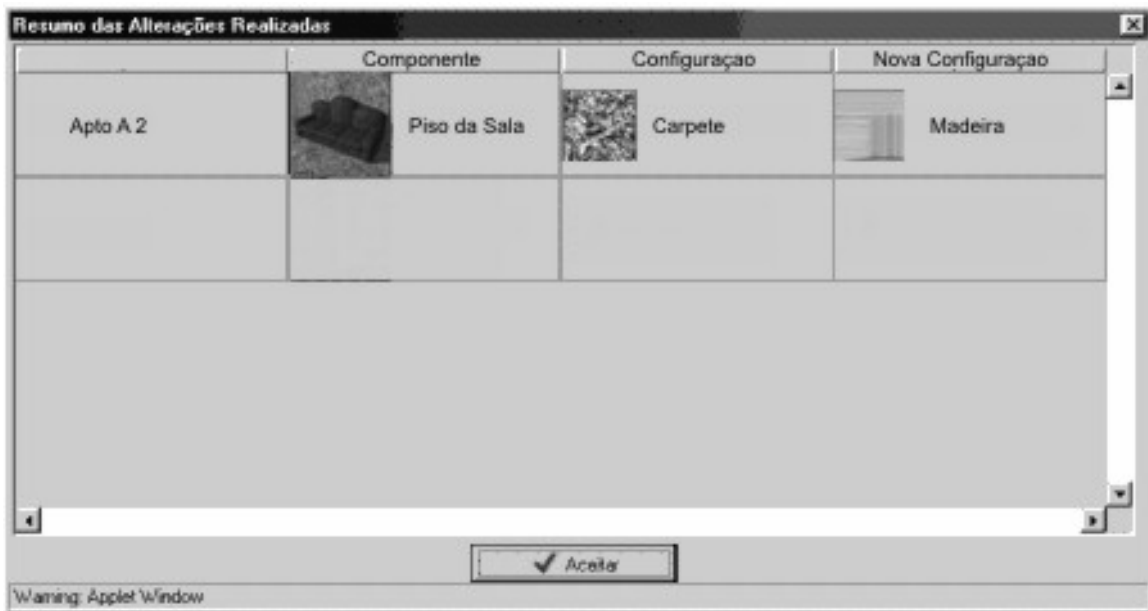 Resumo das Alterações Realizadas
Componente Configuraçao Nova Configuraçao
Apto A 2 Piso da Sala Carpete Madeira
Aceitar
Warning: Applet Window